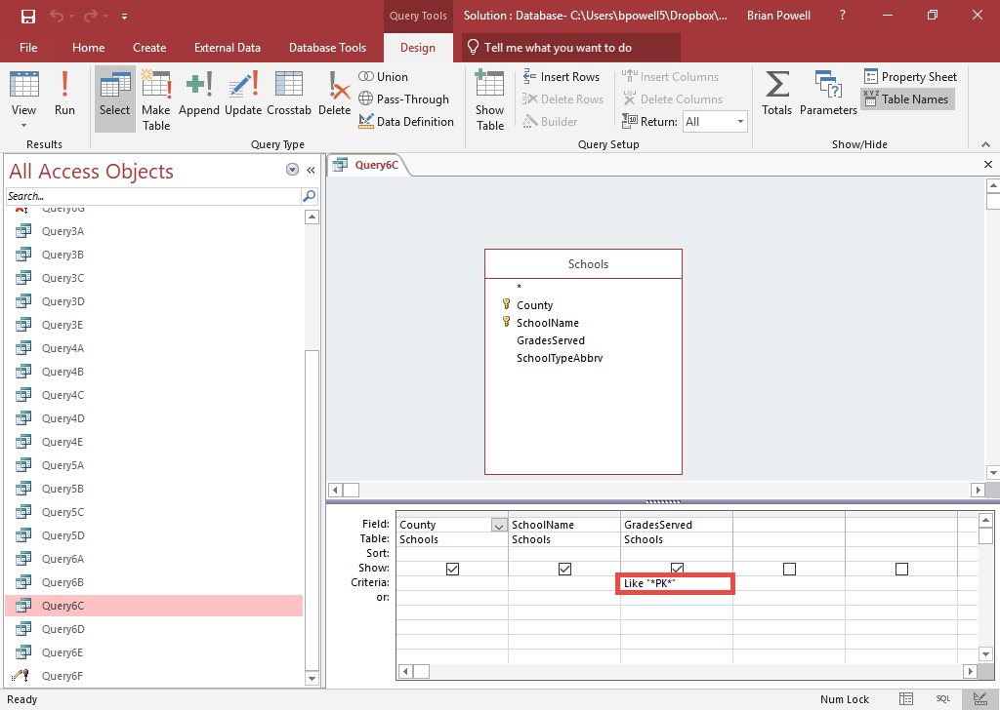 Query Tools
Solution : Database- C:\Users\bpowell5\Dropbox\...
Brian Powell
?
File
Home
Create
External Data
Database Tools
Design
Tell me what you want to do
View
Run
Results
Select
Make Table
Append
Update
Crosstab
Delete
Union
Pass-Through
Data Definition
Query Type
Show Table
Insert Rows
Delete Rows
Builder
Insert Columns
Delete Columns
Return: All
Query Setup
Totals
Parameters
Property Sheet
XYZ Table Names
Show/Hide
All Access Objects
Search...
Query6G
Query3A
Query3B
Query3C
Query3D
Query3E
Query4A
Query4B
Query4C
Query4D
Query4E
Query5A
Query5B
Query5C
Query5D
Query6A
Query6B
Query6C
Query6D
Query6E
Query6F
Query6C
Schools
*
County
SchoolName
GradesServed
SchoolTypeAbbrv
Field: County SchoolName GradesServed
Table: Schools Schools Schools
Sort:
Show:
Criteria: Like "*PK*"
or:
Ready
Num Lock
SQL